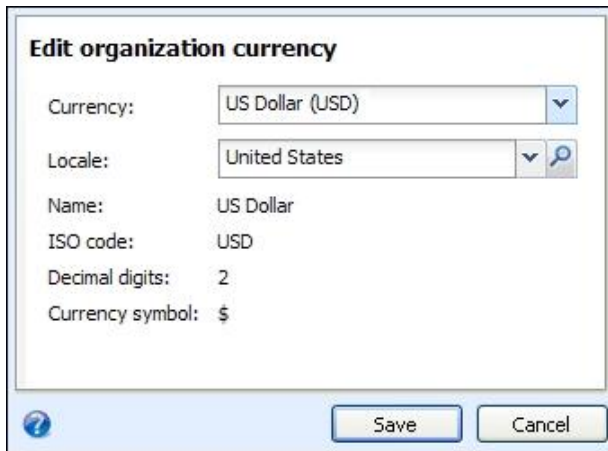 Edit organization currency
Currency: US Dollar (USD)
Locale: United States
Name: US Dollar
ISO code: USD
Decimal digits: 2
Currency symbol: $
? Save Cancel